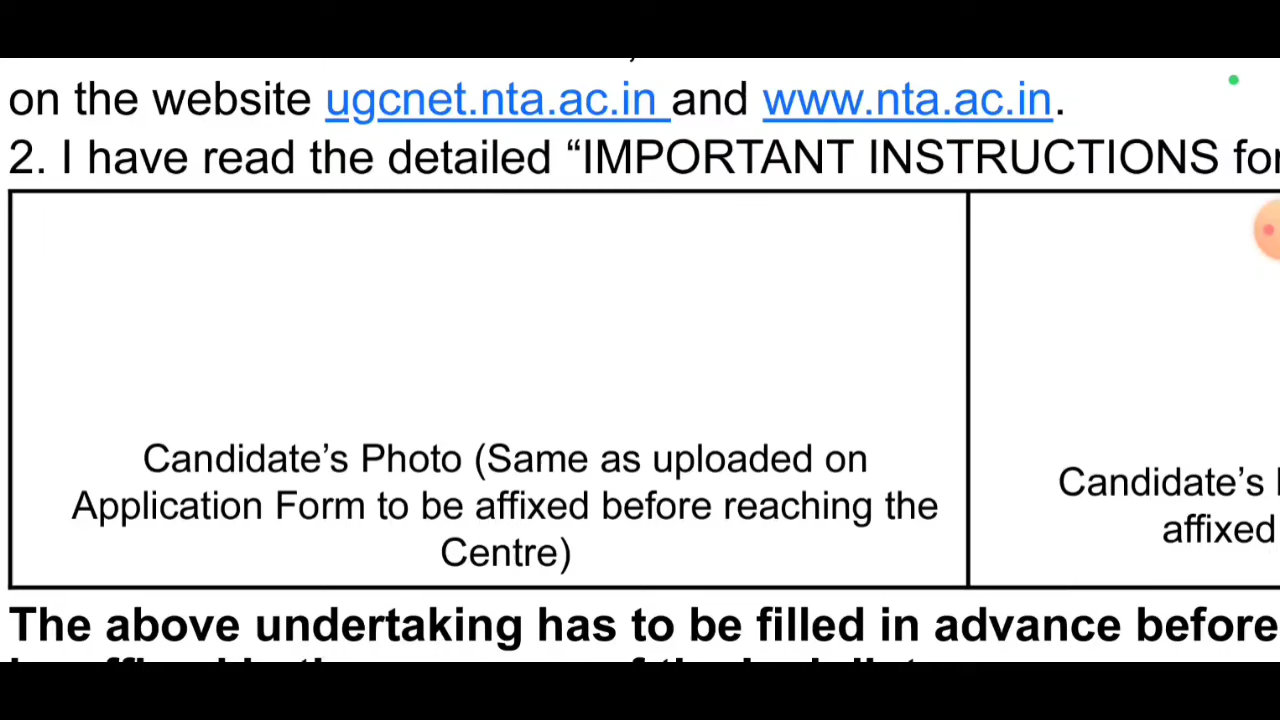 on the website ugcnet.nta.ac.in and www.nta.ac.in.
2. I have read the detailed “IMPORTANT INSTRUCTIONS for
Candidate’s Photo (Same as uploaded on
Application Form to be affixed before reaching the
Centre)
Candidate’s
affixed
The above undertaking has to be filled in advance before